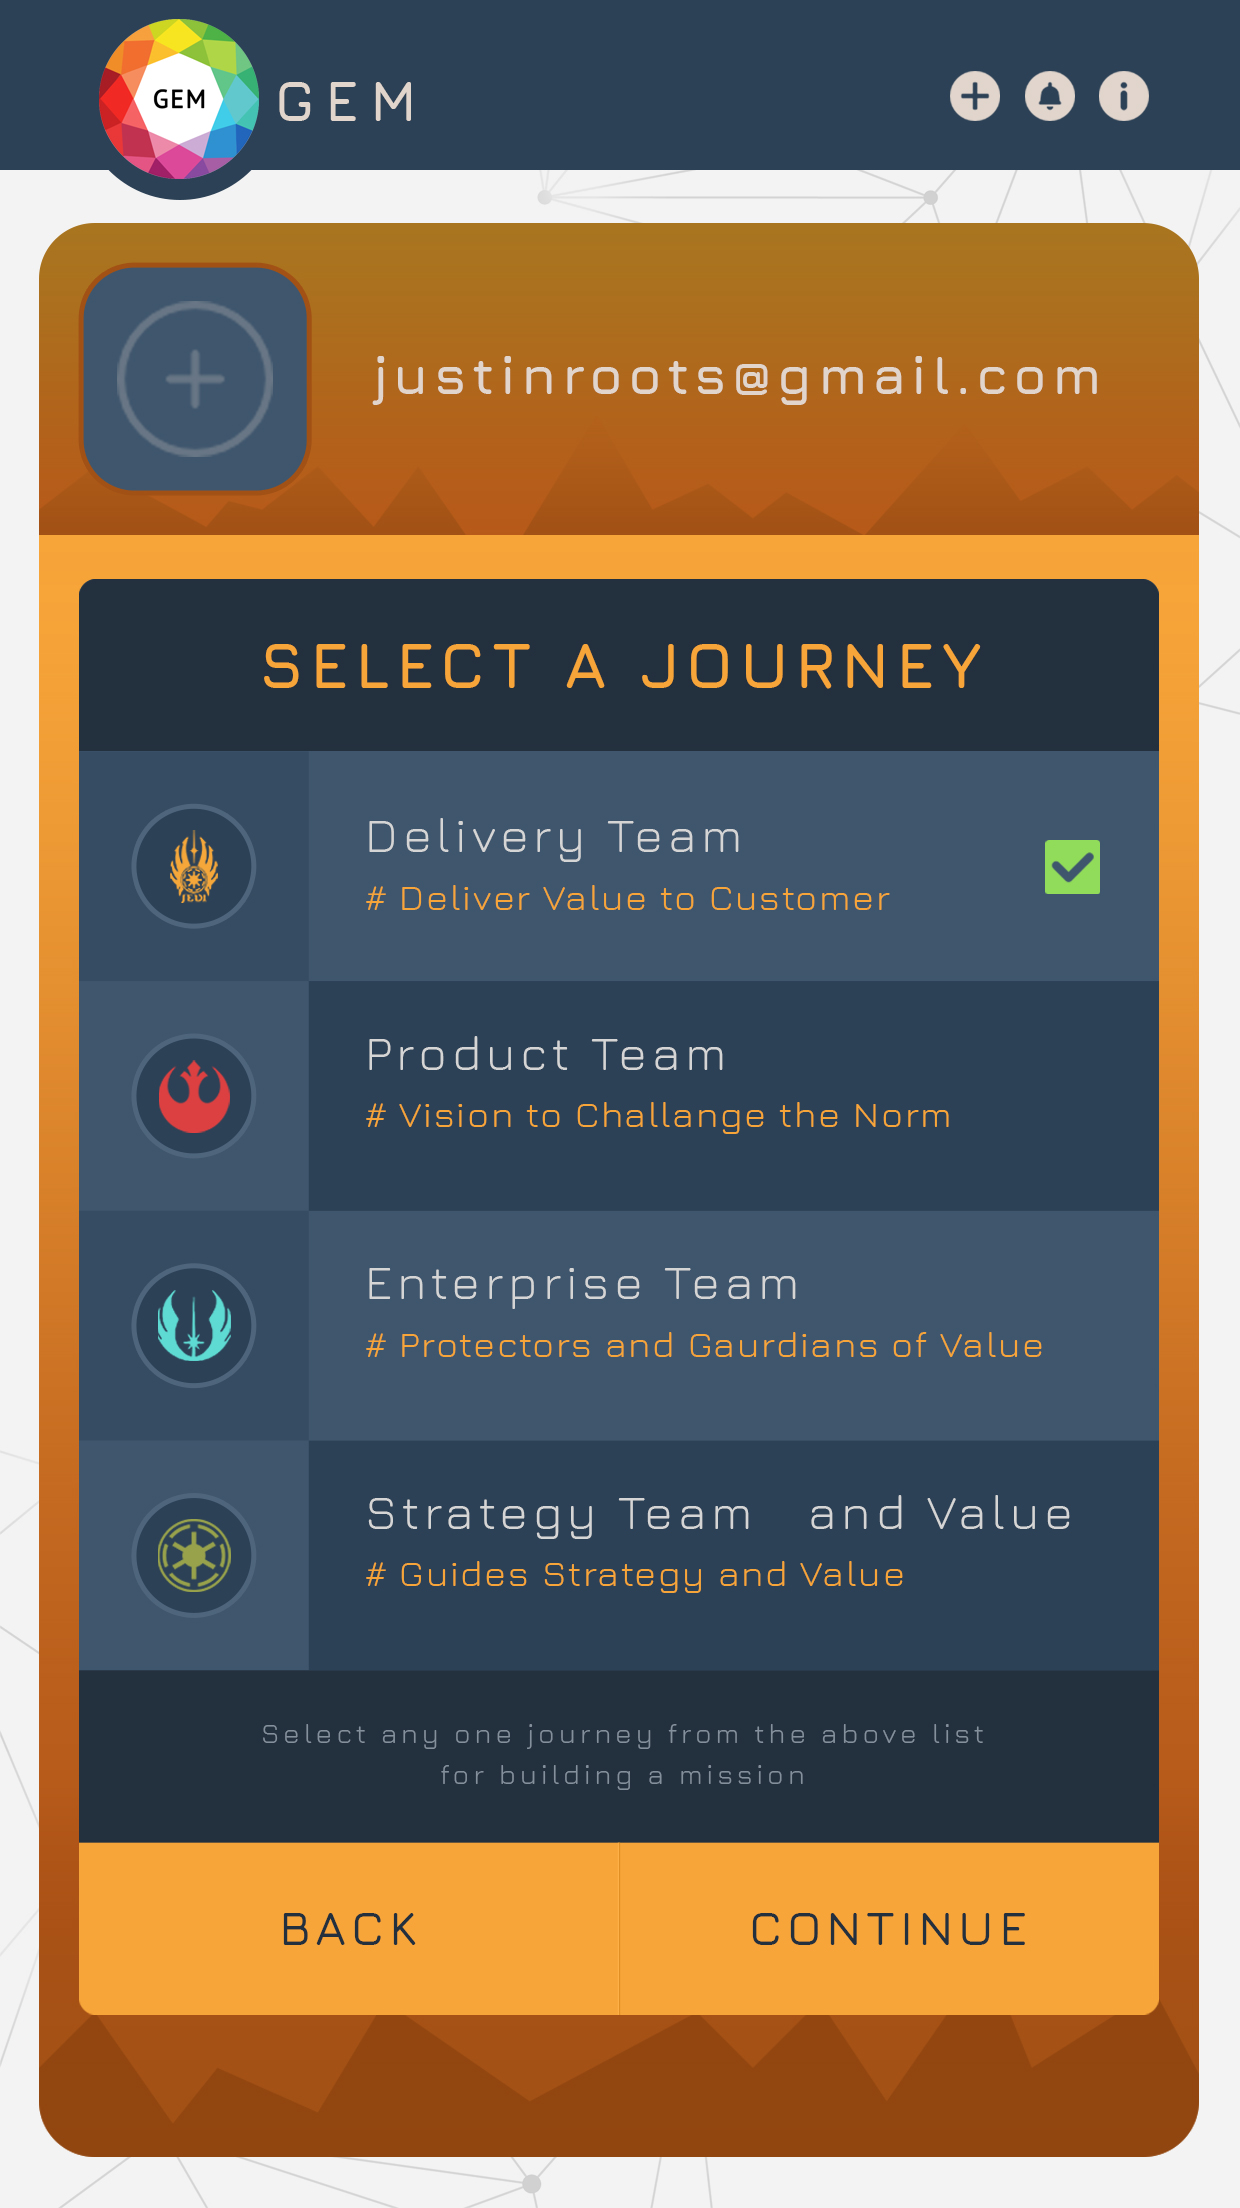 GEM
GEM
justinroots@gmail.com
SELECT A JOURNEY
JEDI
Delivery Team
# Deliver Value to Customer
Product Team
# Vision to Challange the Norm
Enterprise Team
# Protectors and Gaurdians of Value
Strategy Team and Value
# Guides Strategy and Value
Select any one journey from the above list
for building a mission
BACK
CONTINUE